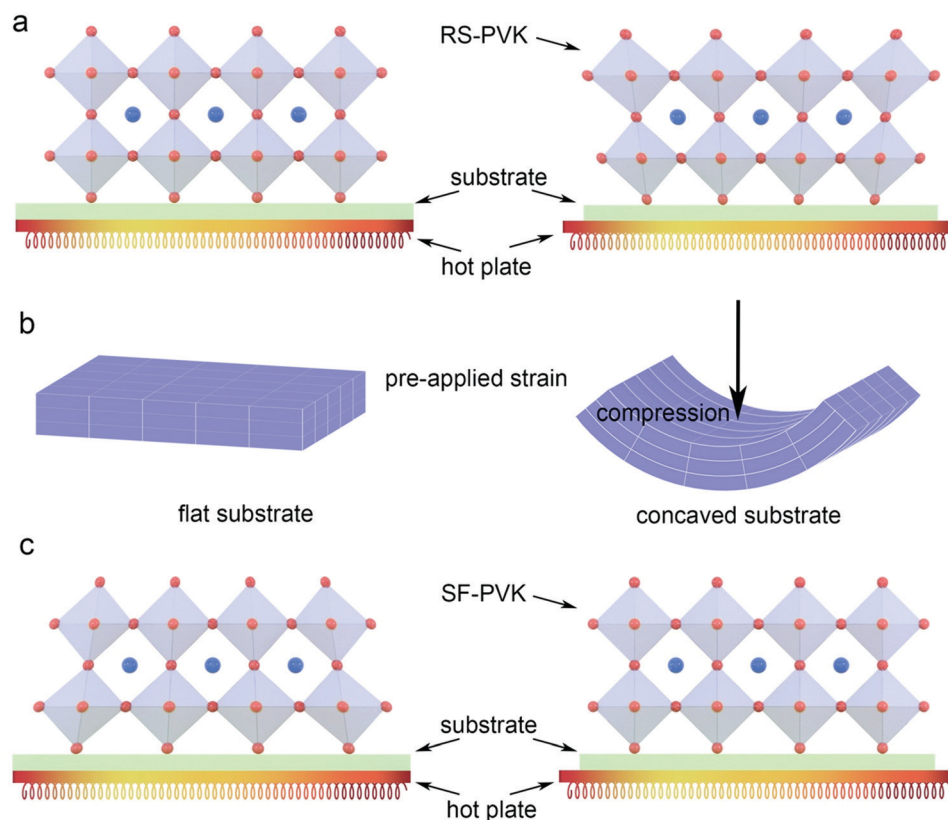 a
RS-PVK
substrate
hot plate
b
pre-applied strain
compression
flat substrate
concaved substrate
c
SF-PVK
substrate
hot plate